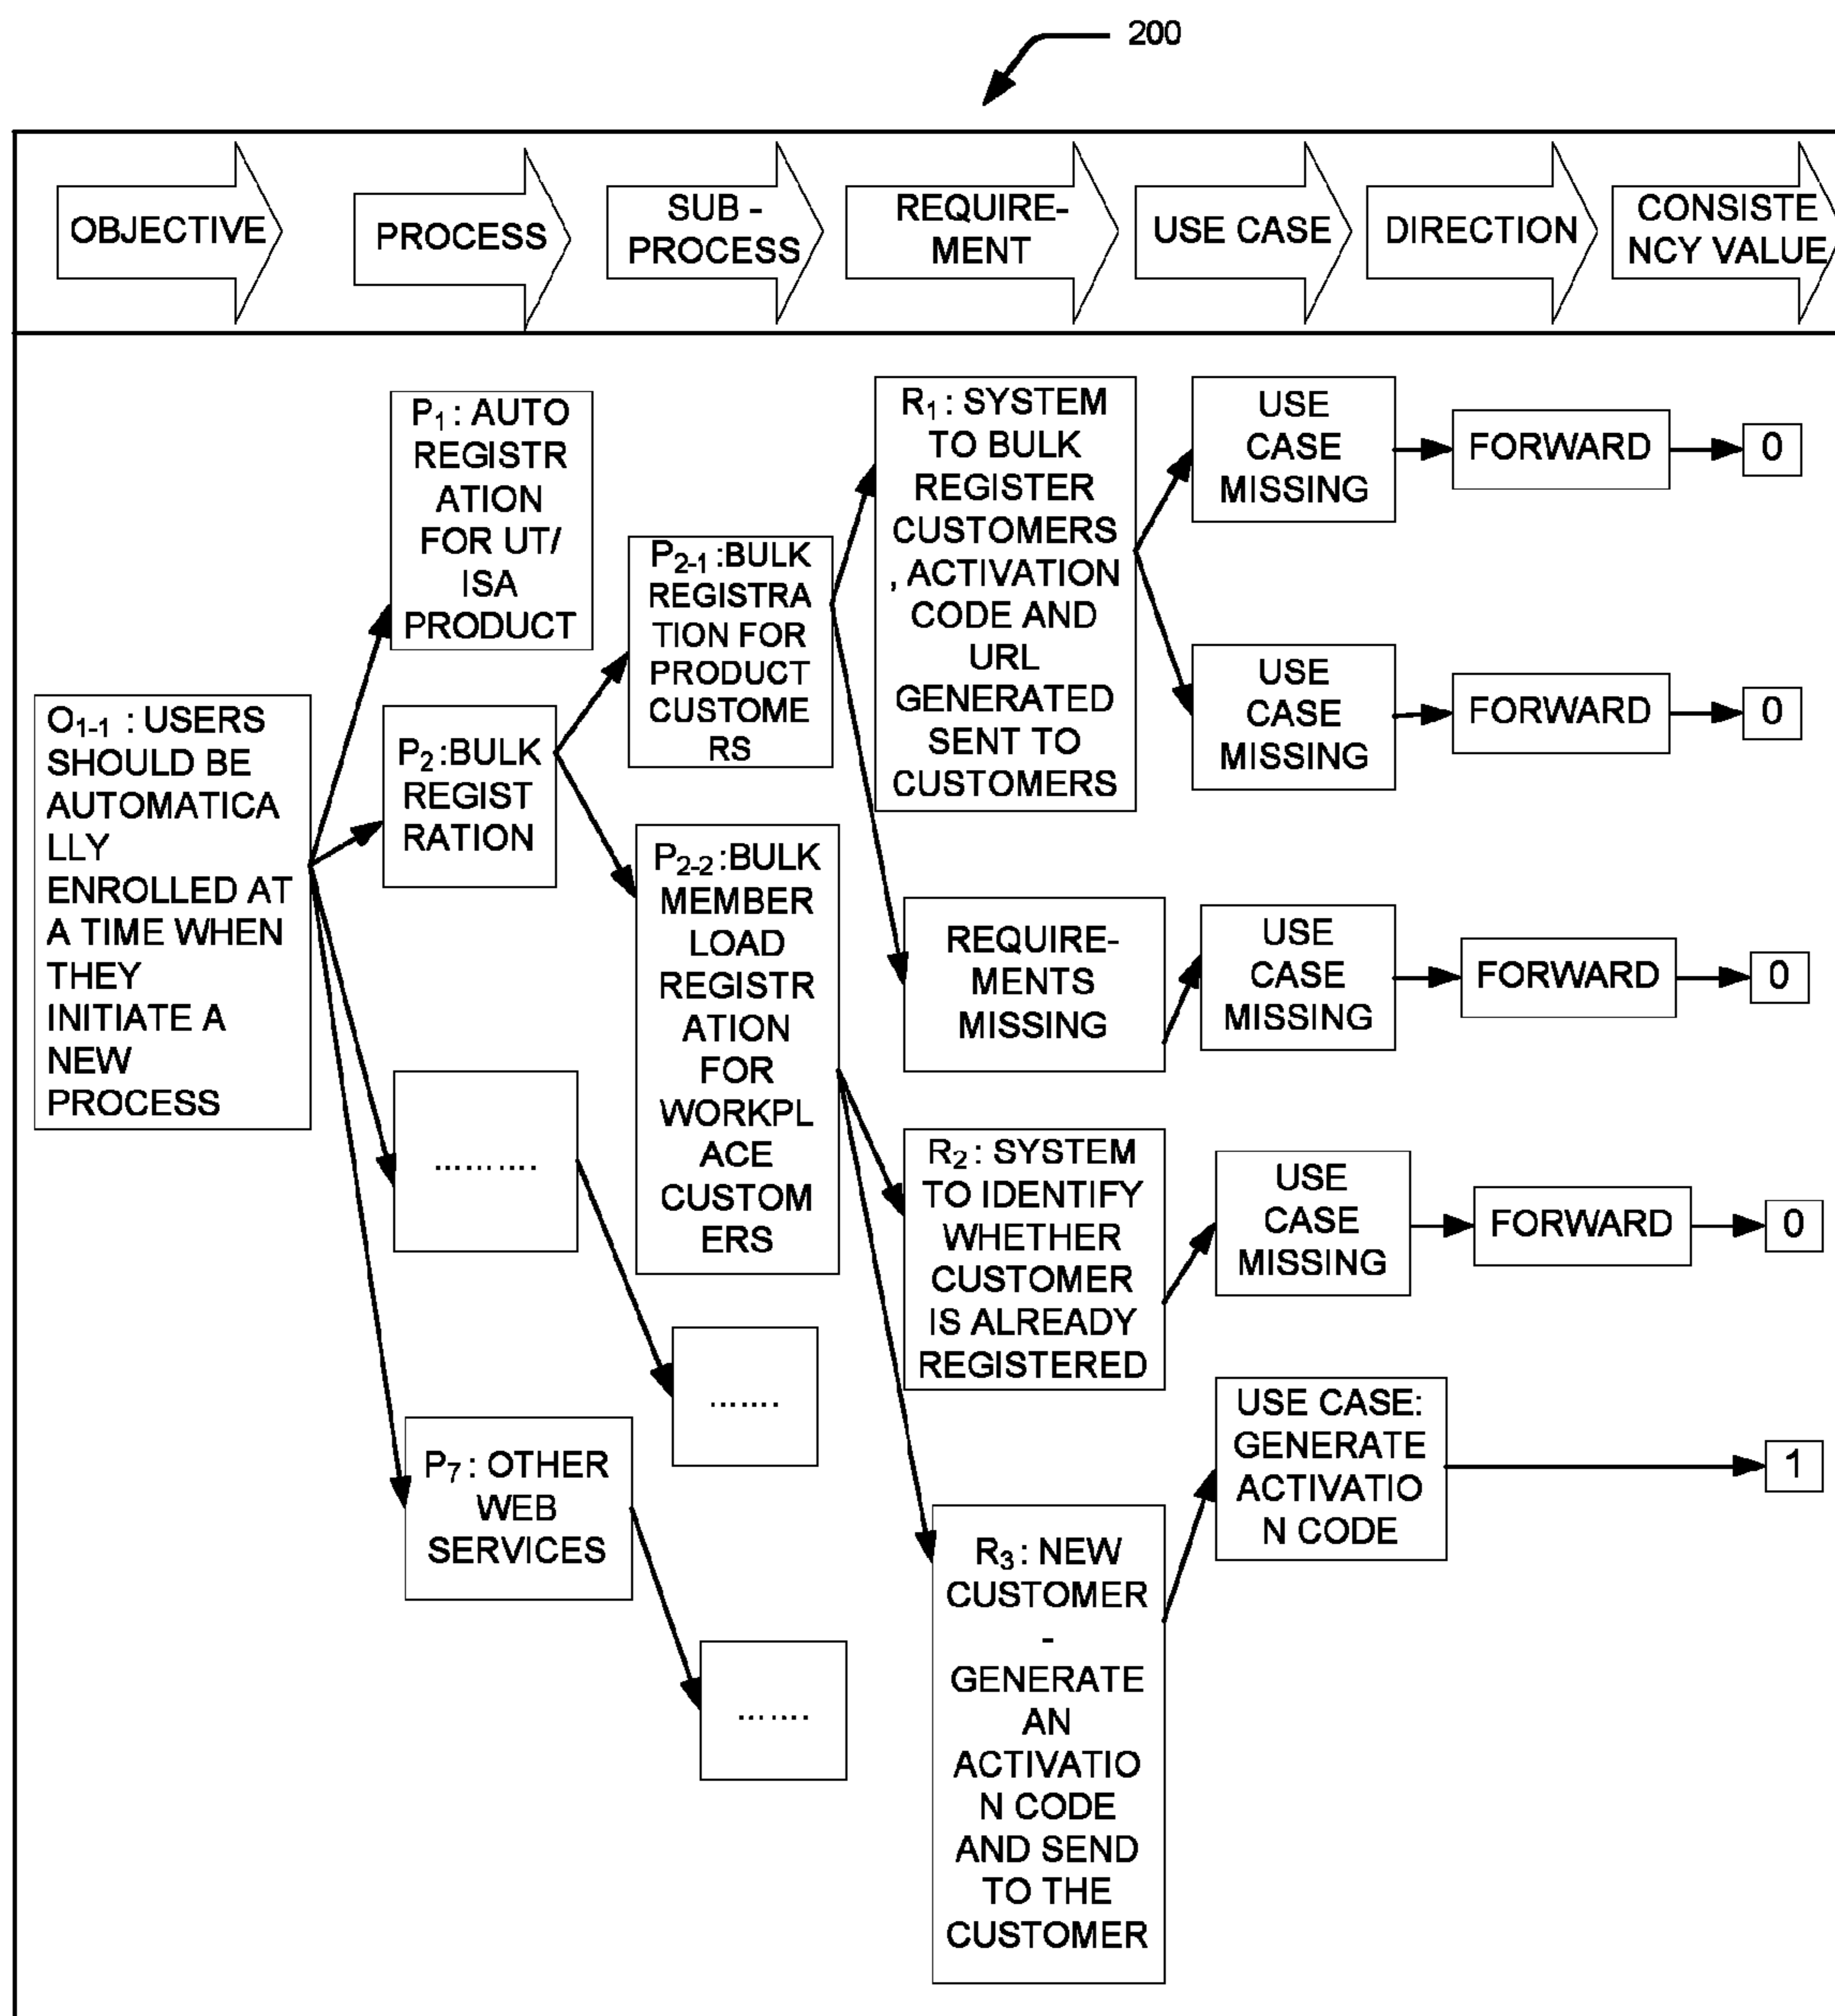 200
OBJECTIVE
PROCESS
SUB -
PROCESS
REQUIRE-
MENT
USE CASE
DIRECTION
CONSISTE
NCY VALUE
O1-1 : USERS
SHOULD BE
AUTOMATICA
LLY
ENROLLED AT
A TIME WHEN
THEY
INITIATE A
NEW
PROCESS
P1 : AUTO
REGISTR
ATION
FOR UT/
ISA
PRODUCT
P2 :BULK
REGIST
RATION
..........
P7 : OTHER
WEB
SERVICES
P2-1 :BULK
REGISTRA
TION FOR
PRODUCT
CUSTOME
RS
P2-2 :BULK
MEMBER
LOAD
REGISTR
ATION
FOR
WORKPL
ACE
CUSTOM
ERS
.......
.......
R1 : SYSTEM
TO BULK
REGISTER
CUSTOMERS
, ACTIVATION
CODE AND
URL
GENERATED
SENT TO
CUSTOMERS
REQUIRE-
MENTS
MISSING
R2 : SYSTEM
TO IDENTIFY
WHETHER
CUSTOMER
IS ALREADY
REGISTERED
R3 : NEW
CUSTOMER
-
GENERATE
AN
ACTIVATIO
N CODE
AND SEND
TO THE
CUSTOMER
USE
CASE
MISSING
FORWARD
0
USE
CASE
MISSING
FORWARD
0
USE
CASE
MISSING
FORWARD
0
USE
CASE
MISSING
FORWARD
0
USE CASE:
GENERATE
ACTIVATIO
N CODE
1